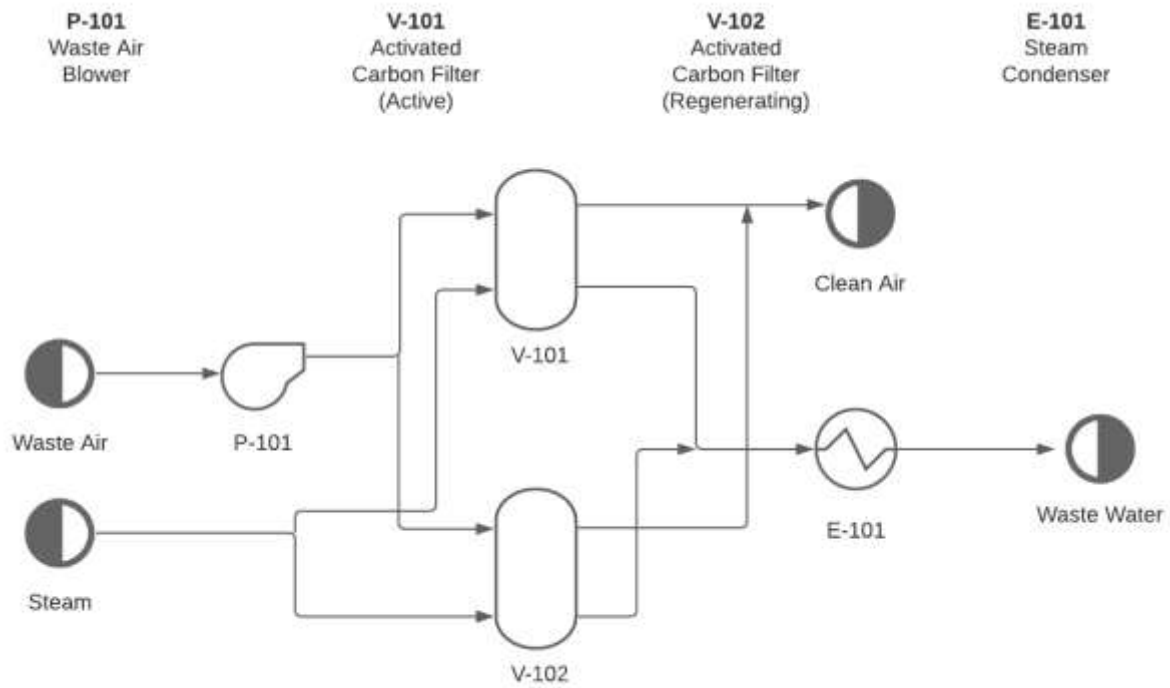 P-101
Waste Air
Blower
V-101
Activated
Carbon Filter
(Active)
V-102
Activated
Carbon Filter
(Regenerating)
E-101
Steam
Condenser
Clean Air
V-101
Waste Air
P-101
E-101
Waste Water
Steam
V-102